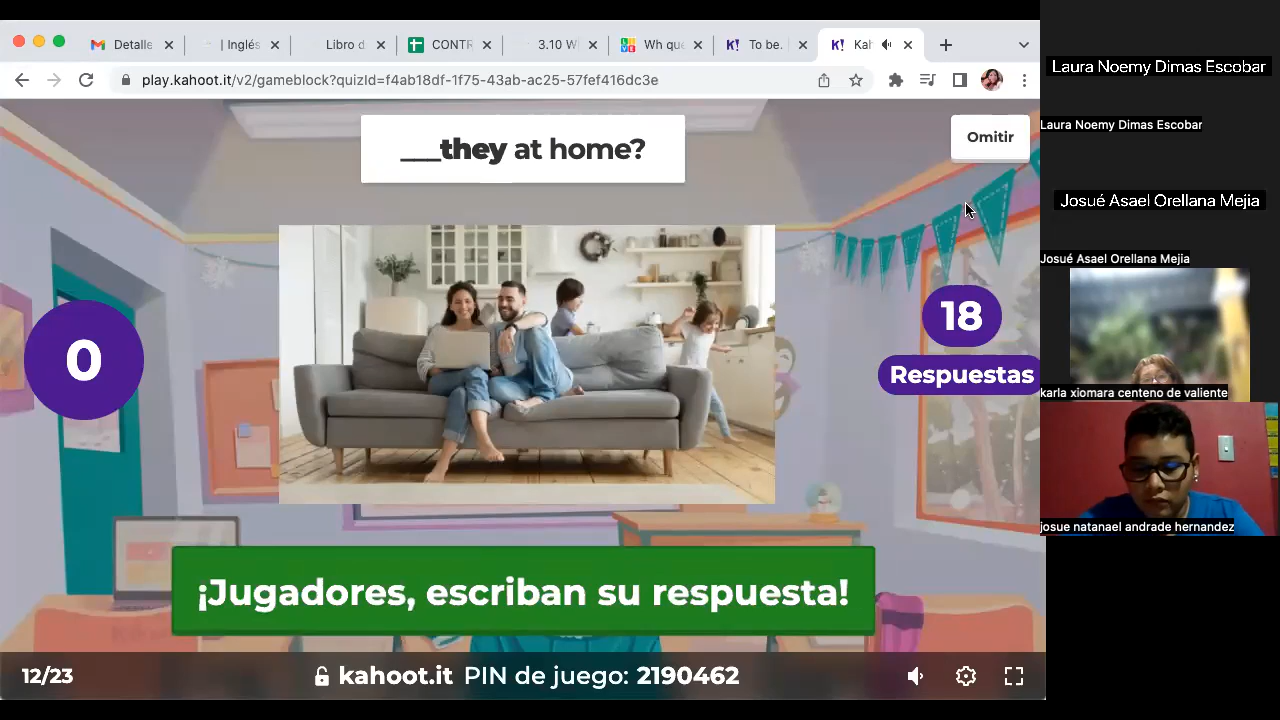 Detalle
| Inglés
Libro d
CONTR
3.10 W
Wh que
To be.
Kah
play.kahoot.it/v2/gameblock?quizId=f4ab18df-1f75-43ab-ac25-57fef416dc3e
___they at home?
Omitir
0
18
Respuestas
¡Jugadores, escriban su respuesta!
12/23
kahoot.it PIN de juego: 2190462
Laura Noemy Dimas Escobar
Laura Noemy Dimas Escobar
Josué Asael Orellana Mejia
Josué Asael Orellana Mejia
karla xiomara centeno de valiente
josue natanael andrade hernandez